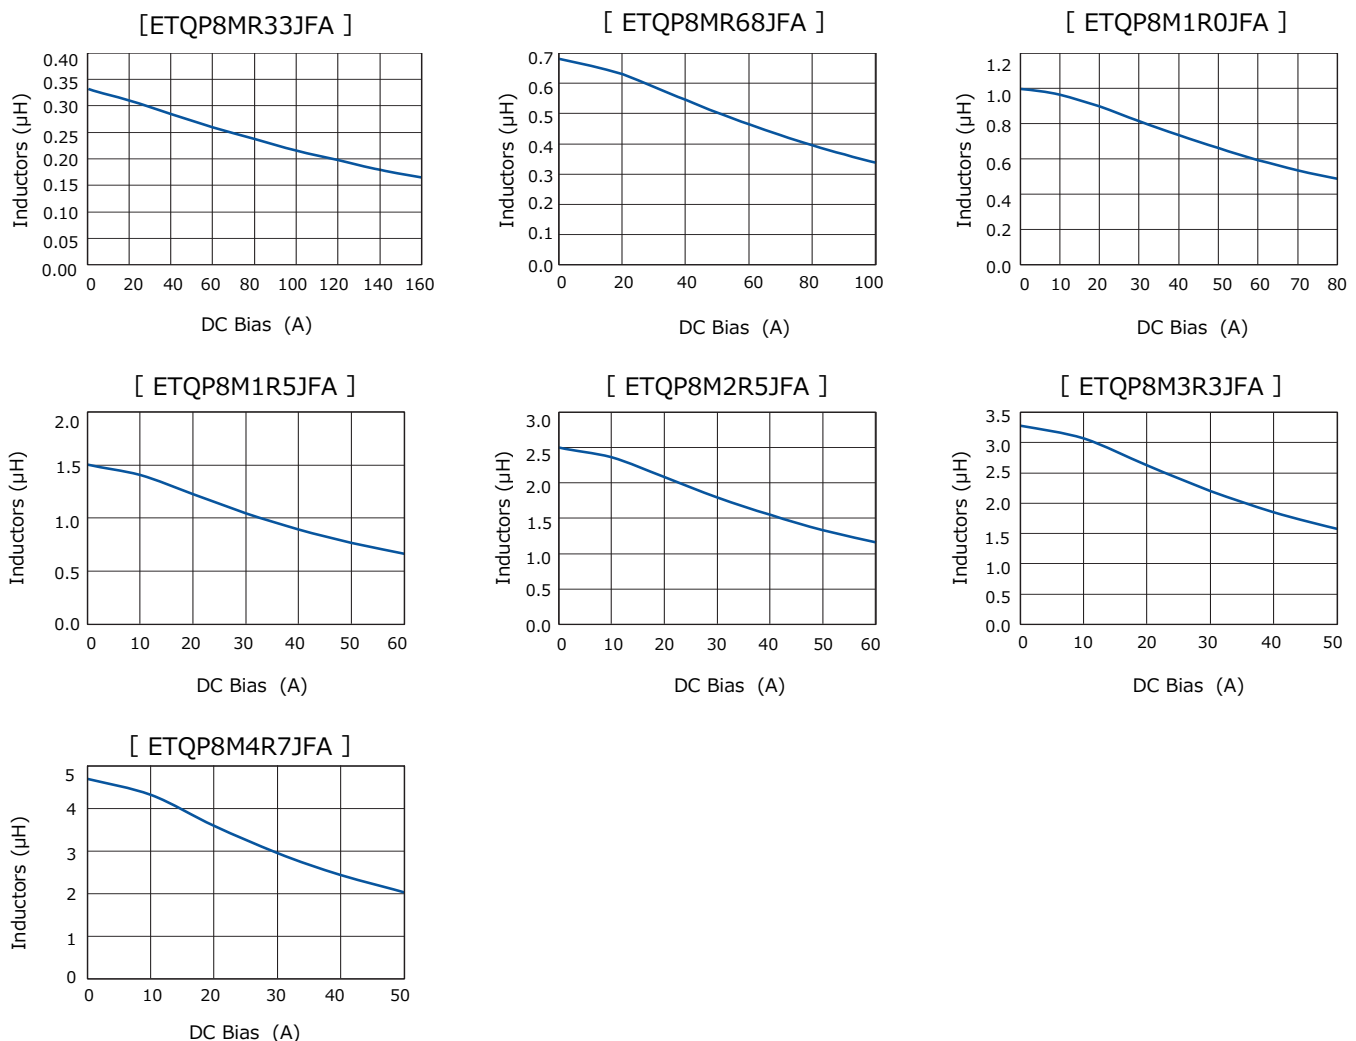 [ETQP8MR33JFA ]
0.40
0.35
0.30
0.25
0.20
0.15
0.10
0.05
0.00
Inductors (μH)
0 20 40 60 80 100 120 140 160
DC Bias (A)
[ ETQP8MR68JFA ]
0.7
0.6
0.5
0.4
0.3
0.2
0.1
0.0
Inductors (μH)
0 20 40 60 80 100
DC Bias (A)
[ ETQP8M1R0JFA ]
1.2
1.0
0.8
0.6
0.4
0.2
0.0
Inductors (μH)
0 10 20 30 40 50 60 70 80
DC Bias (A)
[ ETQP8M1R5JFA ]
2.0
1.5
1.0
0.5
0.0
Inductors (μH)
0 10 20 30 40 50 60
DC Bias (A)
[ ETQP8M2R5JFA ]
3.0
2.5
2.0
1.5
1.0
0.5
0.0
Inductors (μH)
0 10 20 30 40 50 60
DC Bias (A)
[ ETQP8M3R3JFA ]
3.5
3.0
2.5
2.0
1.5
1.0
0.5
0.0
Inductors (μH)
0 10 20 30 40 50
DC Bias (A)
[ ETQP8M4R7JFA ]
5
4
3
2
1
0
Inductors (μH)
0 10 20 30 40 50
DC Bias (A)